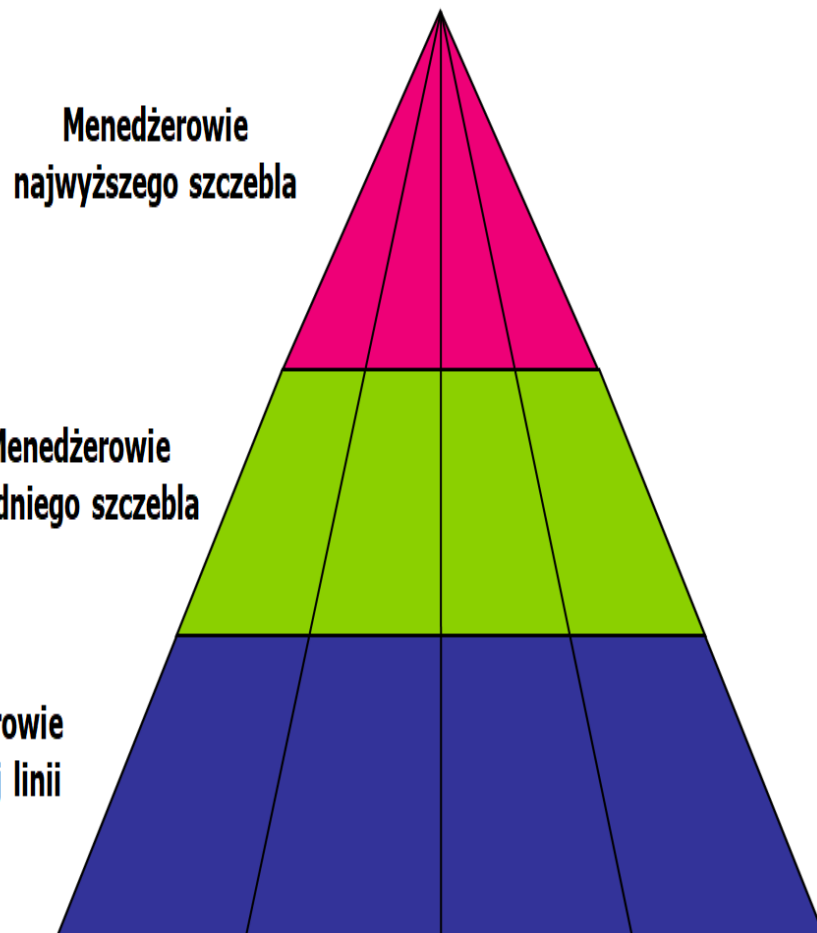 Menedżerowie
najwyższego szczebla
Menedżerowie
dniego szczebla
rowie
linii